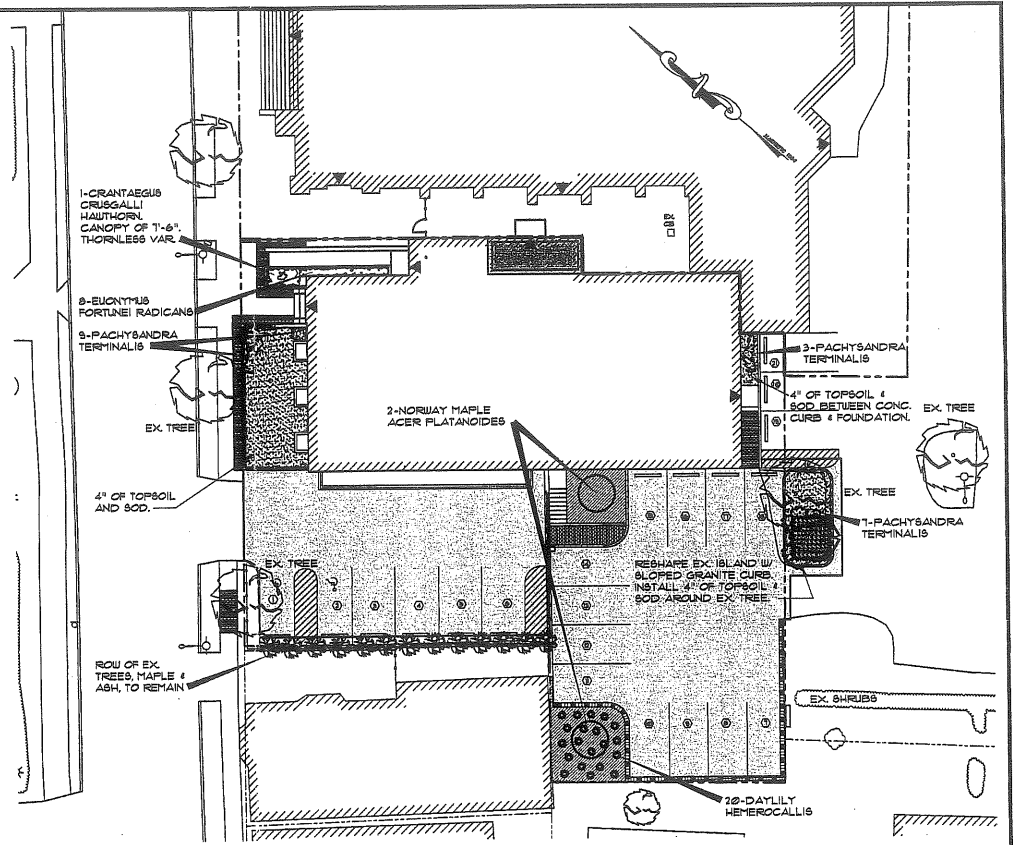 1-CRANTAEGUS
CRUSGALLI
HAWTHORN.
CANOPY OF 7'-6".
THORNLESS VAR.
8-EUONYMUS
FORTUNEI RADICANS
9-PACHYSANDRA
TERMINALIS
EX. TREE
4" OF TOPSOIL
AND SOD.
EX. TREE
ROW OF EX.
TREES, MAPLE &
ASH, TO REMAIN
2-NORWAY MAPLE
ACER PLATANOIDES
EX.
3-PACHYSANDRA
TERMINALIS
4" OF TOPSOIL &
SOD BETWEEN CONC.
CURB & FOUNDATION.
EX. TREE
EX. TREE
7-PACHYSANDRA
TERMINALIS
RESHAPE EX. ISLAND W/
SLOPED GRANITE CURB.
INSTALL 4" OF TOPSOIL &
SOD AROUND EX. TREE.
EX. SHRUBS
20-DAYLILY
HEMEROCALLIS